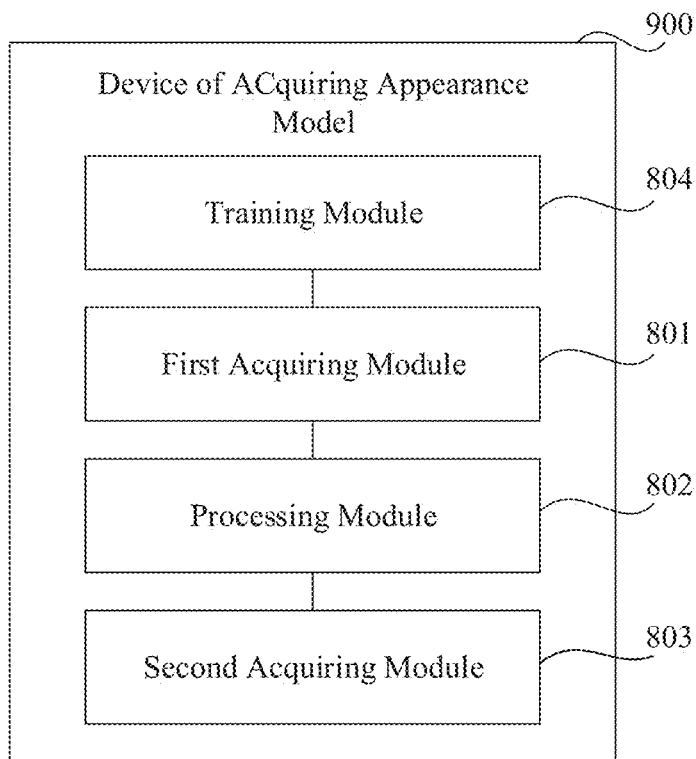 900
Device of ACquiring Appearance
Model
Training Module
804
First Acquiring Module
801
Processing Module
802
Second Acquiring Module
803